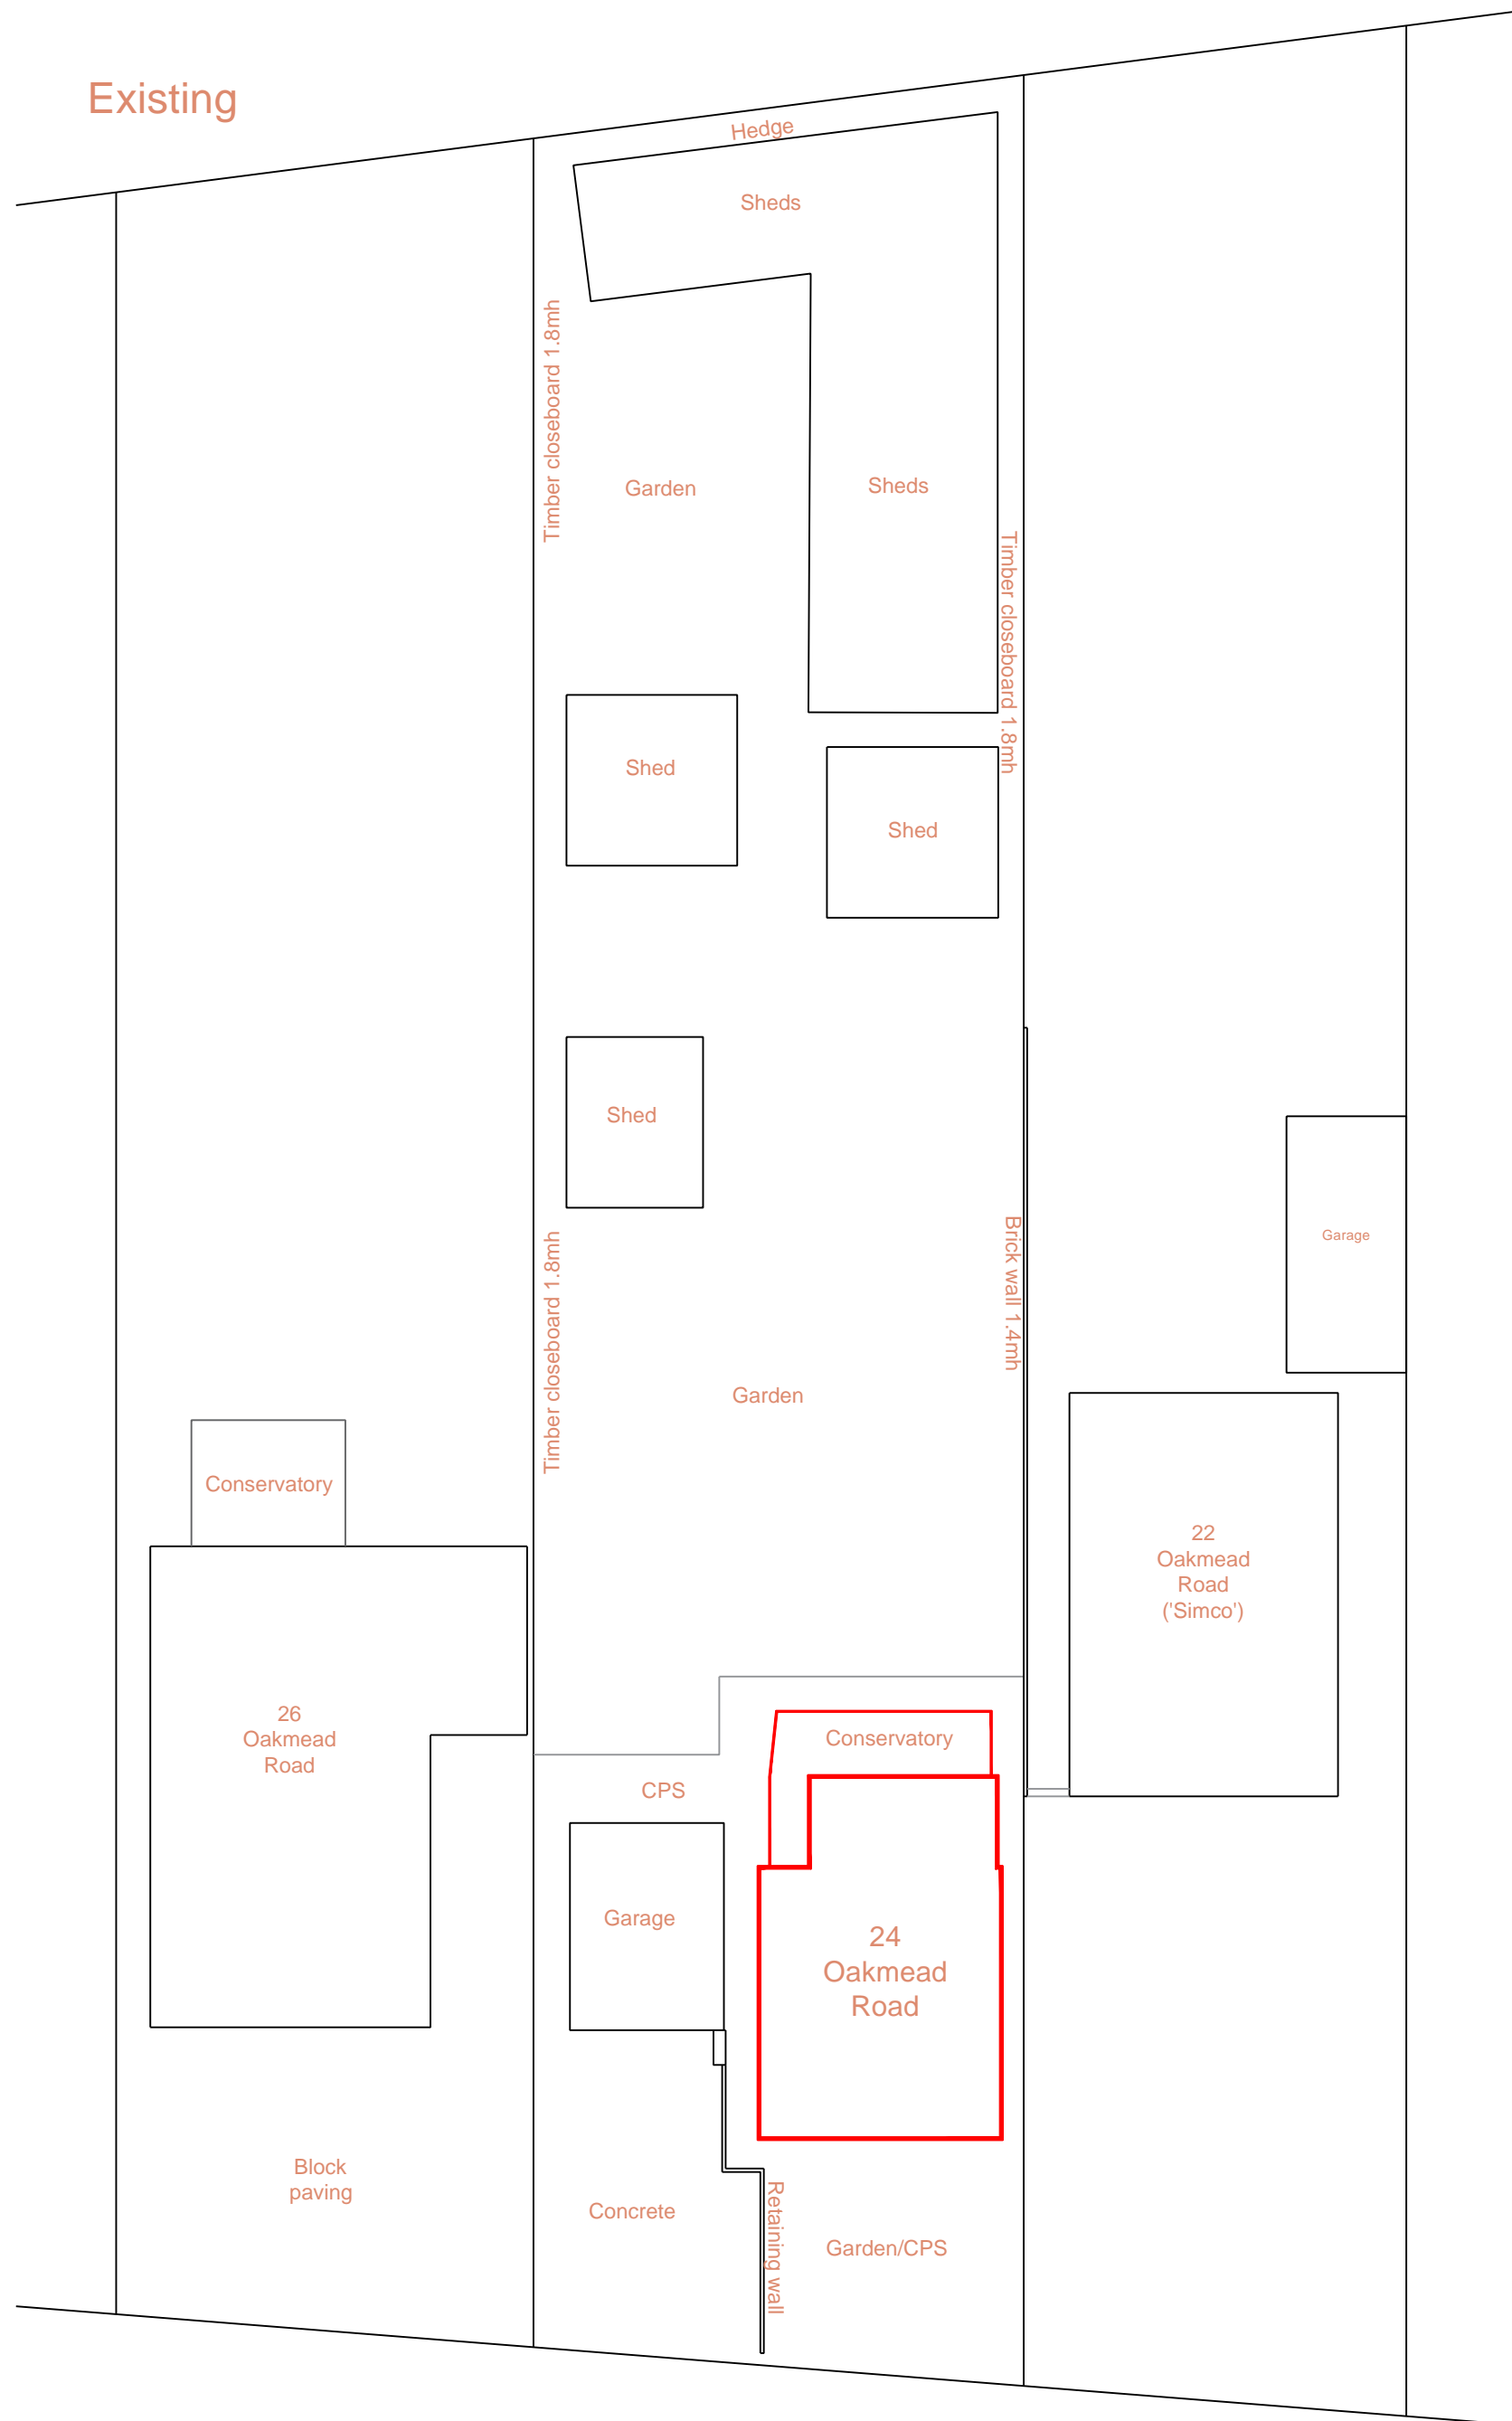 Existing
Hedge
Sheds
Timber closeboard 1.8mh
Garden
Sheds
Timber closeboard 1.8mh
Shed
Shed
Shed
Timber closeboard 1.8mh
Brick wall 1.4mh
Garage
Garden
Conservatory
22
Oakmead
Road
('Simco')
26
Oakmead
Road
Conservatory
CPS
Garage
24
Oakmead
Road
Block
paving
Concrete
Retaining wall
Garden/CPS